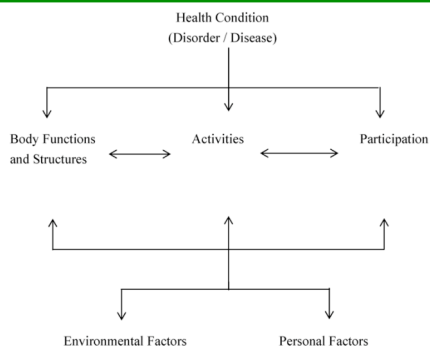 Health Condition
(Disorder / Disease)
Body Functions
and Structures
Activities
Participation
Environmental Factors
Personal Factors